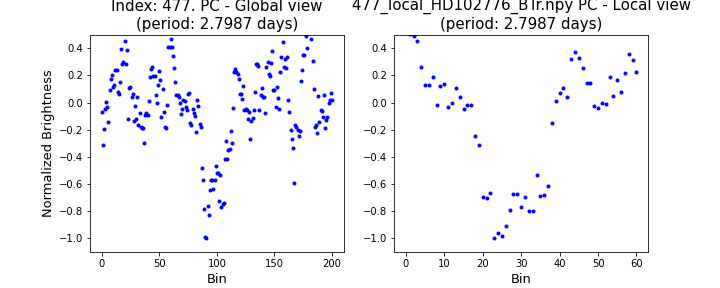 Index: 477. PC - Global view
(period: 2.7987 days)
477_local_HD102776_BTr.npy PC - Local view
(period: 2.7987 days)
Normalized Brightness
0.4
0.2
0.0
−0.2
−0.4
−0.6
−0.8
−1.0
0 50 100 150 200
Bin
0.4
0.2
0.0
−0.2
−0.4
−0.6
−0.8
−1.0
0 10 20 30 40 50 60
Bin